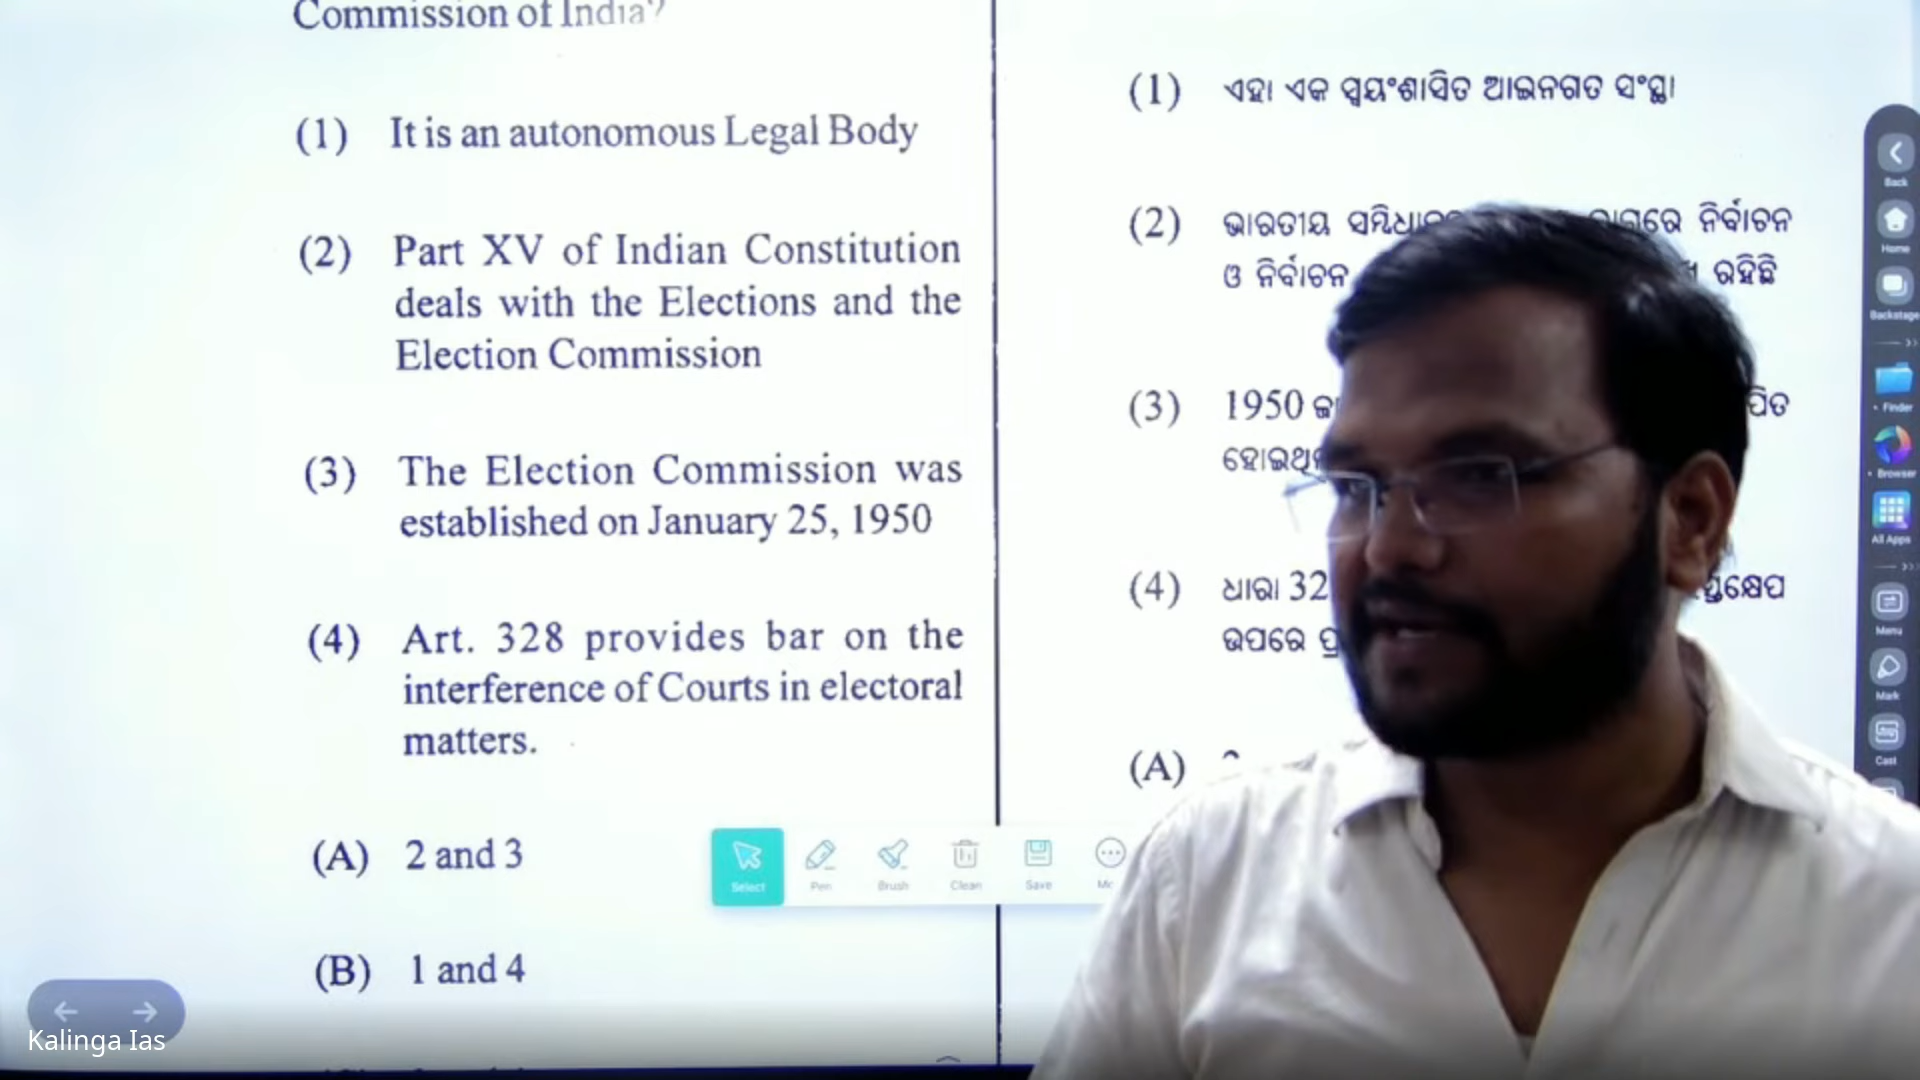 Commission of India?
(1) It is an autonomous Legal Body
(2) Part XV of Indian Constitution
deals with the Elections and the
Election Commission
(3) The Election Commission was
established on January 25, 1950
(4) Art. 328 provides bar on the
interference of Courts in electoral
matters.
(A) 2 and 3
(B) 1 and 4
(1) ଏହା ଏକ ସ୍ୱୟଂଶାସିତ ଆଇନଗତ ସଂସ୍ଥା
(2) ଭାରତୀୟ ନିର୍ବାଚନ
ଓ ନିର୍ବାଚନ ରହିଛି
(3) 1950
(4) ଧାରା
ଉପରେ
(A)
Select
Pen
Brush
Clean
Save
Back
Home
Backstage
Finder
Browser
All Apps
Menu
Mark
Cast
Kalinga Ias